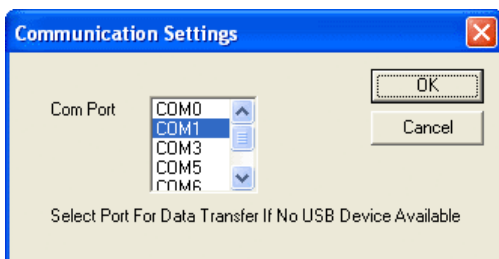 Communication Settings
OK
Com Port
COM0
COM1
Cancel
COM3
COM5
COM6
Select Port For Data Transfer If No USB Device Available